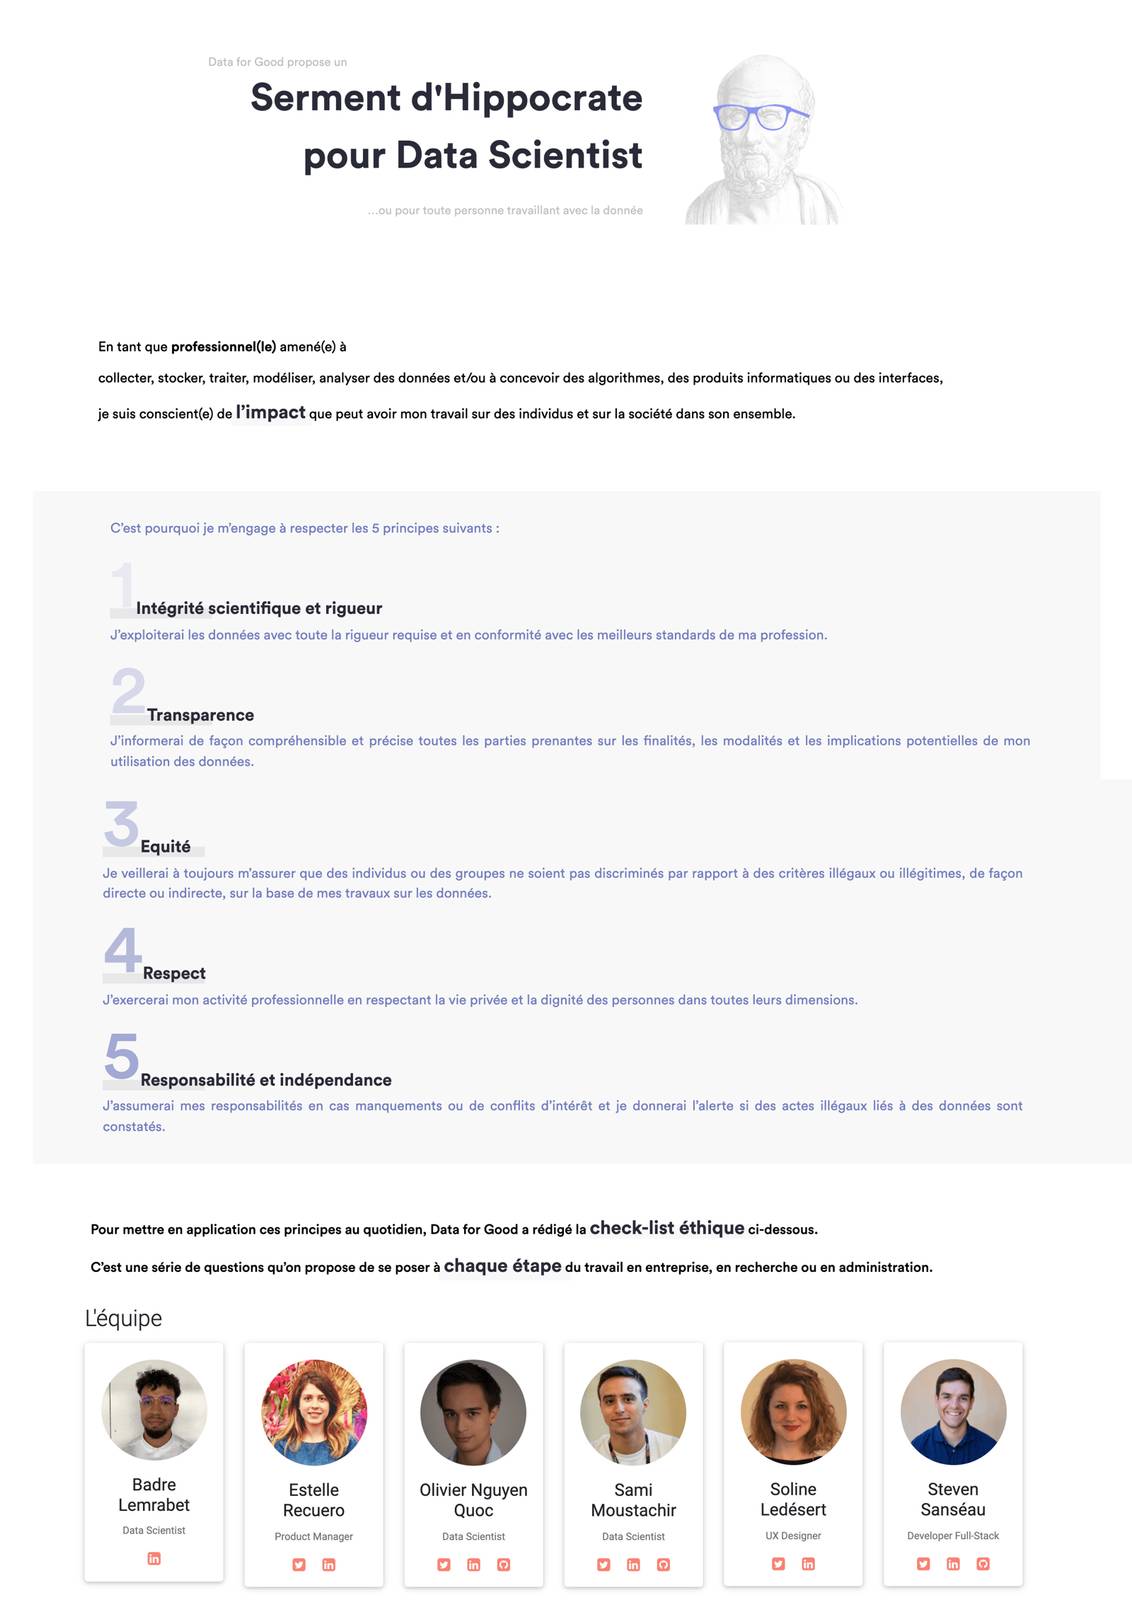 Data for Good propose un
Serment d'Hippocrate
pour Data Scientist
...ou pour toute personne travaillant avec la donnée
En tant que professionnel(le) amené(e) à
collecter, stocker, traiter, modéliser, analyser des données et/ou à concevoir des algorithmes, des produits informatiques ou des interfaces,
je suis conscient(e) de l'impact que peut avoir mon travail sur des individus et sur la société dans son ensemble.
C'est pourquoi je m'engage à respecter les 5 principes suivants :
1 Intégrité scientifique et rigueur
J'exploiterai les données avec toute la rigueur requise et en conformité avec les meilleurs standards de ma profession.
2 Transparence
J'informerai de façon compréhensible et précise toutes les parties prenantes sur les finalités, les modalités et les implications potentielles de mon
utilisation des données.
3 Equité
Je veillerai à toujours m'assurer que des individus ou des groupes ne soient pas discriminés par rapport à des critères illégaux ou illégitimes, de façon
directe ou indirecte, sur la base de mes travaux sur les données.
4 Respect
J'exercerai mon activité professionnelle en respectant la vie privée et la dignité des personnes dans toutes leurs dimensions.
5 Responsabilité et indépendance
J'assumerai mes responsabilités en cas manquements ou de conflits d'intérêt et je donnerai l'alerte si des actes illégaux liés à des données sont
constatés.
Pour mettre en application ces principes au quotidien, Data for Good a rédigé la check-list éthique ci-dessous.
C'est une série de questions qu'on propose de se poser à chaque étape du travail en entreprise, en recherche ou en administration.
L'équipe
Badre
Lemrabet
Data Scientist
Estelle
Recuero
Product Manager
Olivier Nguyen
Quoc
Data Scientist
Sami
Moustachir
Data Scientist
Soline
Ledésert
UX Designer
Steven
Sanséau
Developer Full-Stack